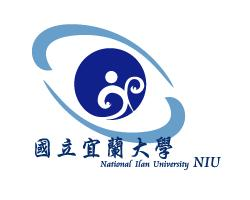 國立宜蘭大學
National Ilan University NIU